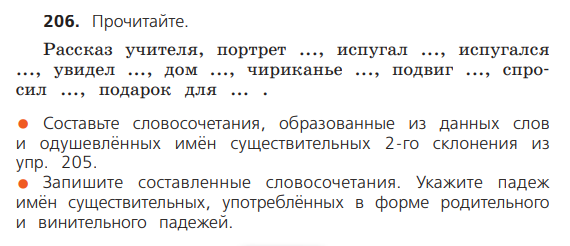 206. Прочитайте.
Рассказ учителя, портрет ..., испугал ..., испугался
..., увидел ..., дом ..., чириканье ..., подвиг ..., спро-
сил ..., подарок для ... .
● Составьте словосочетания, образованные из данных слов
и одушевлённых имён существительных 2-го склонения из
упр. 205.
● Запишите составленные словосочетания. Укажите падеж
имён существительных, употреблённых в форме родительного
и винительного падежей.